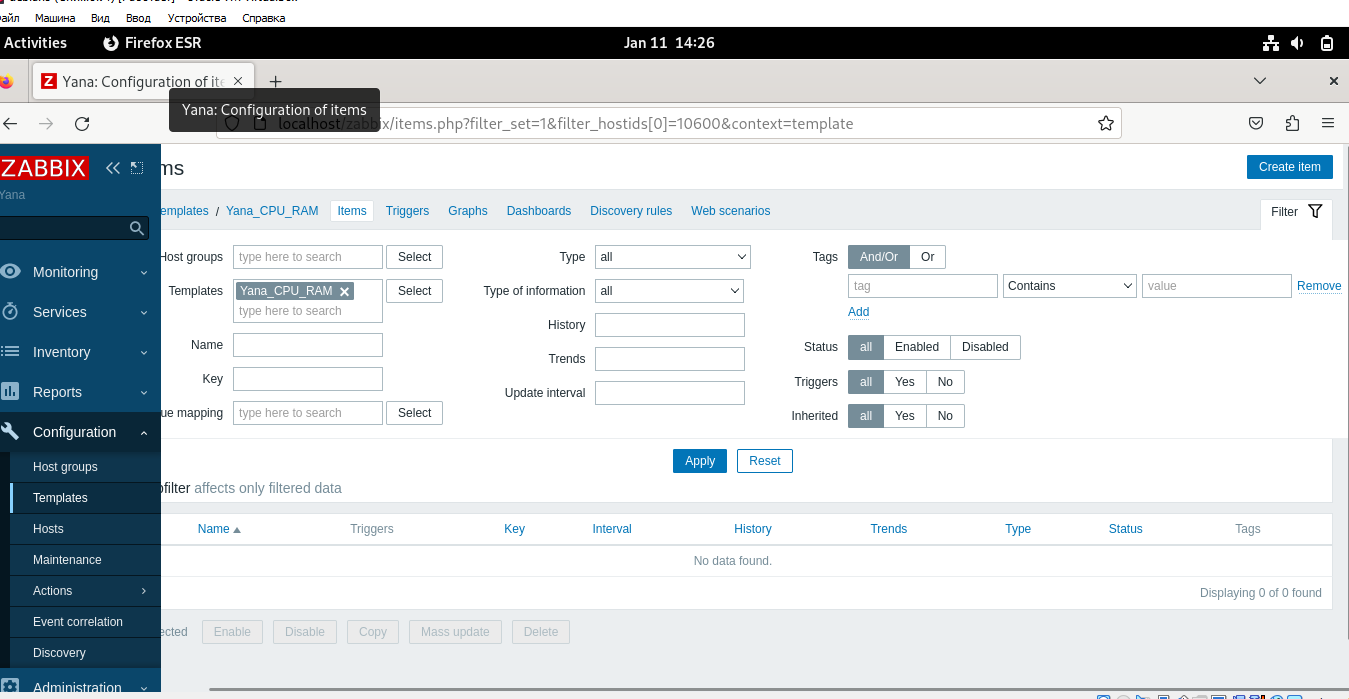 айл Машина Вид Ввод Устройства Справка
Activities Firefox ESR Jan 11 14:26
Z Yana: Configuration of ite × +
Yana: Configuration of items
localhost/zabbix/items.php?filter_set=1&filter_hostids[0]=10600&context=template
ZABBIX
ms Create item
Yana
emplates / Yana_CPU_RAM Items Triggers Graphs Dashboards Discovery rules Web scenarios Filter
Host groups type here to search Select Type all Tags And/Or Or
Monitoring
Templates Yana_CPU_RAM Select Type of information all tag Contains value Remove
type here to search
Services
History Add
Name Status all Enabled Disabled
Inventory
Trends
Key Triggers all Yes No
Reports
Update interval
ue mapping type here to search Select Inherited all Yes No
Configuration
Apply Reset
Host groups
ofilter affects only filtered data
Templates
Hosts
Name Triggers Key Interval History Trends Type Status Tags
Maintenance
No data found.
Actions
Displaying 0 of 0 found
Event correlation
ected Enable Disable Copy Mass update Delete
Discovery
Administration